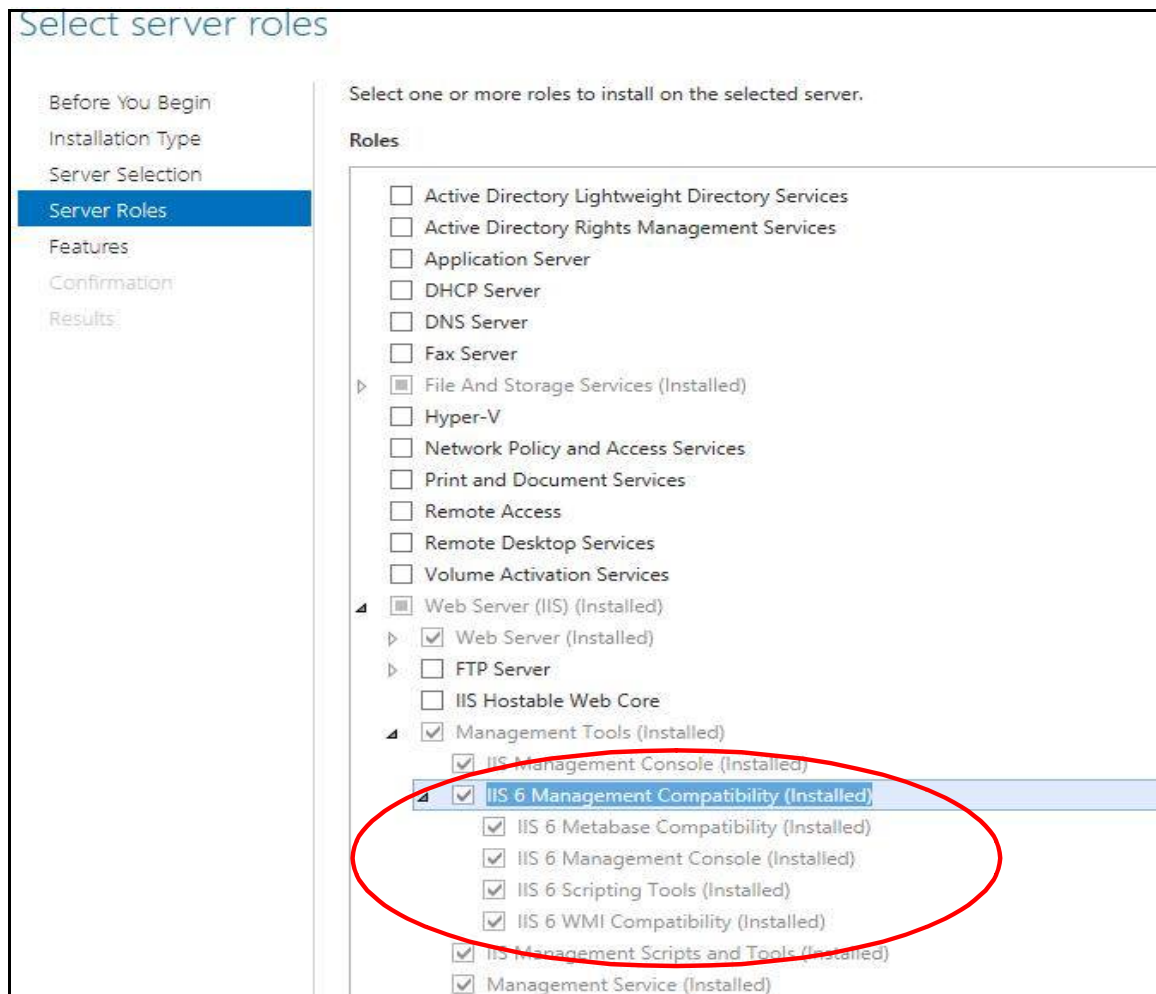 Select server roles
Before You Begin
Installation Type
Server Selection
Server Roles
Features
Confirmation
Results
Select one or more roles to install on the selected server.
Roles
Active Directory Lightweight Directory Services
Active Directory Rights Management Services
Application Server
DHCP Server
DNS Server
Fax Server
File And Storage Services (Installed)
Hyper-V
Network Policy and Access Services
Print and Document Services
Remote Access
Remote Desktop Services
Volume Activation Services
Web Server (IIS) (Installed)
Web Server (Installed)
FTP Server
IIS Hostable Web Core
Management Tools (Installed)
IIS Management Console (Installed)
IIS 6 Management Compatibility (Installed)
IIS 6 Metabase Compatibility (Installed)
IIS 6 Management Console (Installed)
IIS 6 Scripting Tools (Installed)
IIS 6 WMI Compatibility (Installed)
IIS Management Scripts and Tools (Installed)
Management Service (Installed)